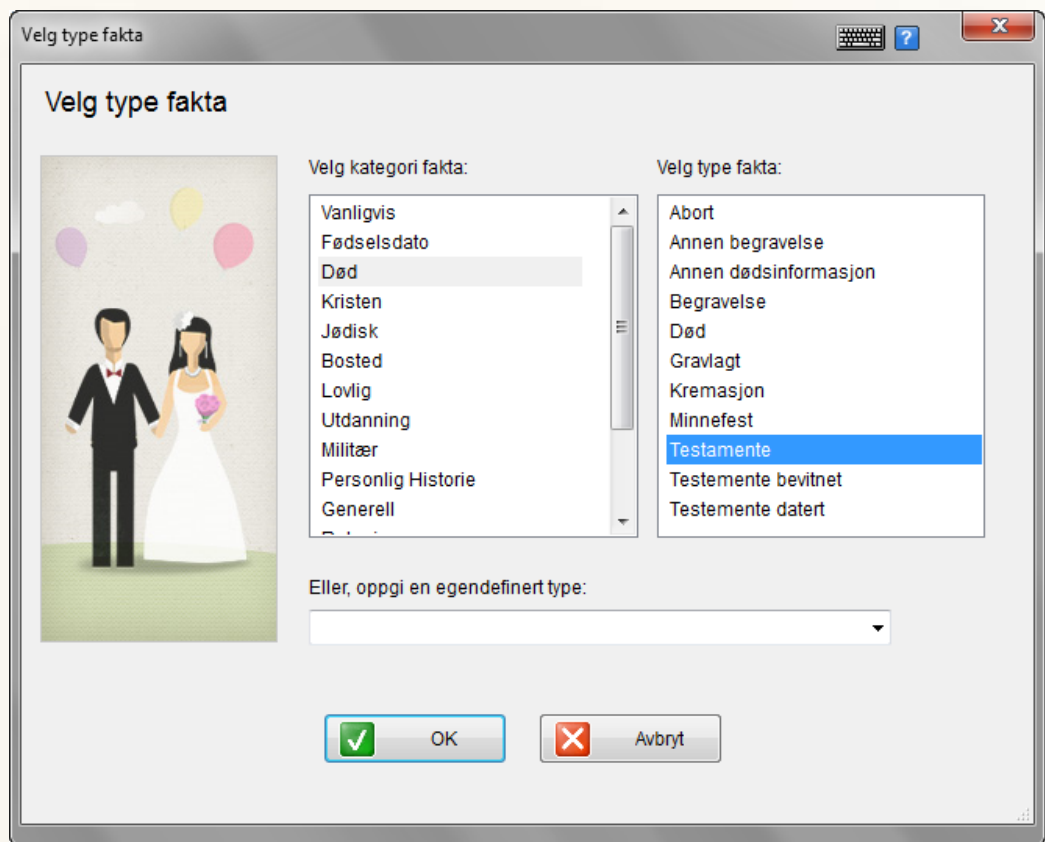 Velg type fakta
Velg type fakta
Velg kategori fakta:
Vanligvis
Fødselsdato
Død
Kristen
Jødisk
Bosted
Lovlig
Utdanning
Militær
Personlig Historie
Generell
Velg type fakta:
Abort
Annen begravelse
Annen dødsinformasjon
Begravelse
Død
Gravlagt
Kremasjon
Minnefest
Testamente
Testemente bevitnet
Testemente datert
Eller, oppgi en egendefinert type:
OK
Avbryt